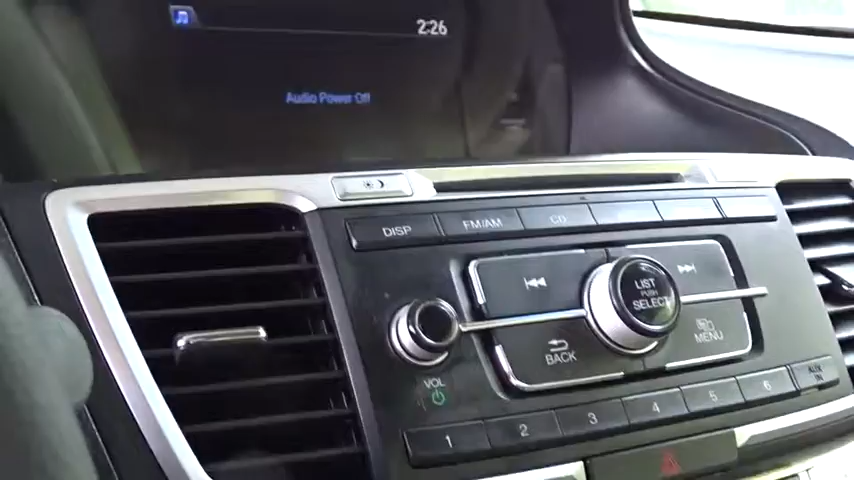 2:26
Audio Power Off
DISP
FM/AM
CD
LIST
PUSH
SELECT
BACK
MENU
VOL
AUX
1
2
3
4
5
6